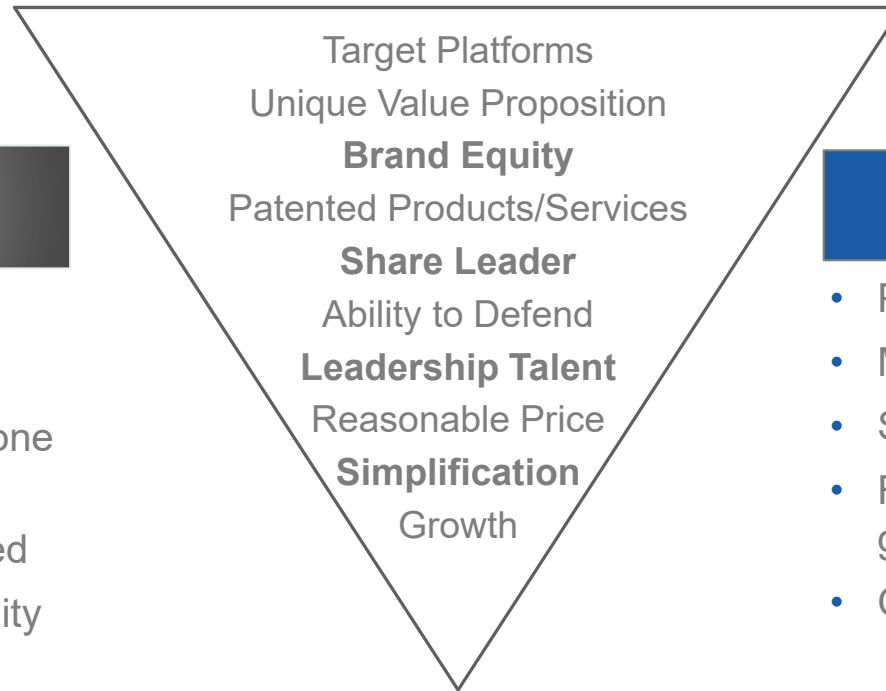 Target Platforms
Unique Value Proposition
Brand Equity
Patented Products/Services
Share Leader
Ability to Defend
Leadership Talent
Reasonable Price
Simplification
Growth